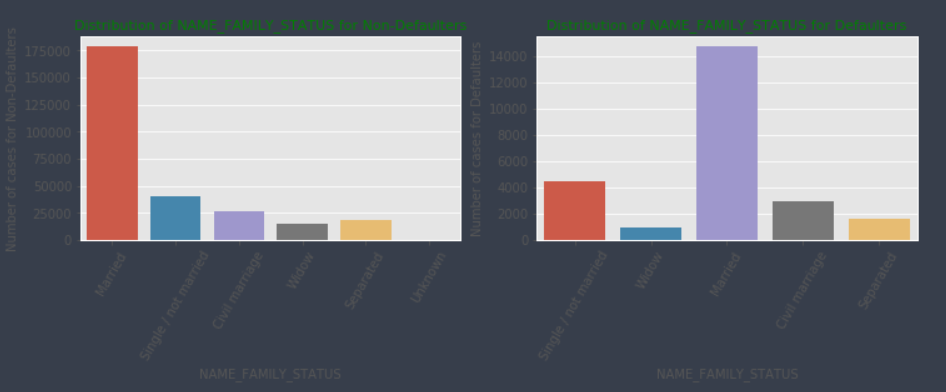 Distribution of NAME_FAMILY_STATUS for Non-Defaulters
Number of cases for Non-Defaulters
175000
150000
125000
100000
75000
50000
25000
0
Married
Single / not married
Civil marriage
Widow
Separated
Unknown
NAME_FAMILY_STATUS
Distribution of NAME_FAMILY_STATUS for Defaulters
Number of cases for Defaulters
14000
12000
10000
8000
6000
4000
2000
0
Single / not married
Widow
Married
Civil marriage
Separated
NAME_FAMILY_STATUS